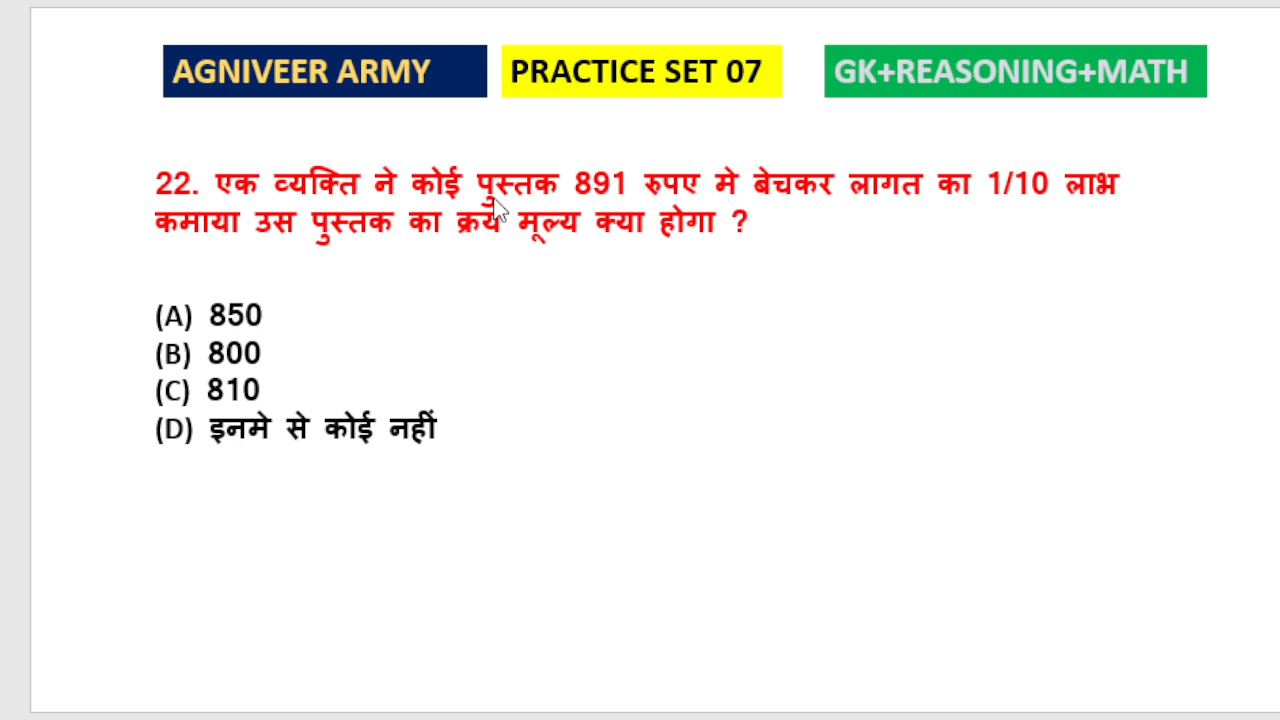 AGNIVEER ARMY PRACTICE SET 07 GK+REASONING+MATH
22. एक व्यक्ति ने कोई पुस्तक 891 रुपए मे बेचकर लागत का 1/10 लाभ
कमाया उस पुस्तक का क्रय मूल्य क्या होगा ?
(A) 850
(B) 800
(C) 810
(D) इनमे से कोई नहीं